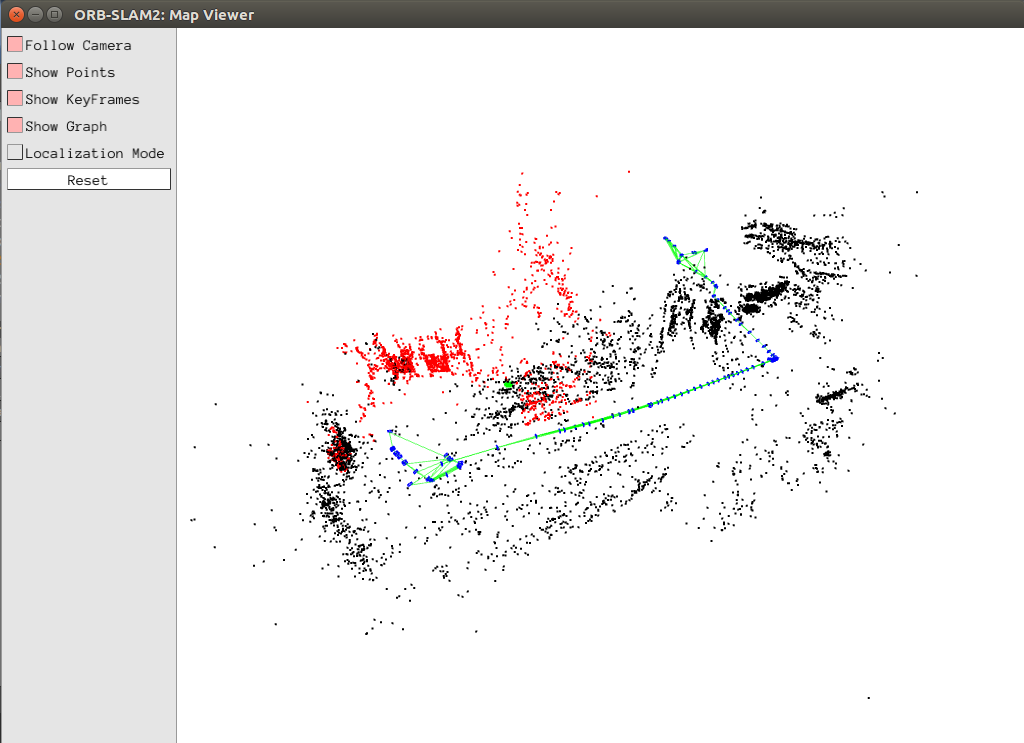 ORB-SLAM2: Map Viewer
Follow Camera
Show Points
Show KeyFrames
Show Graph
Localization Mode
Reset